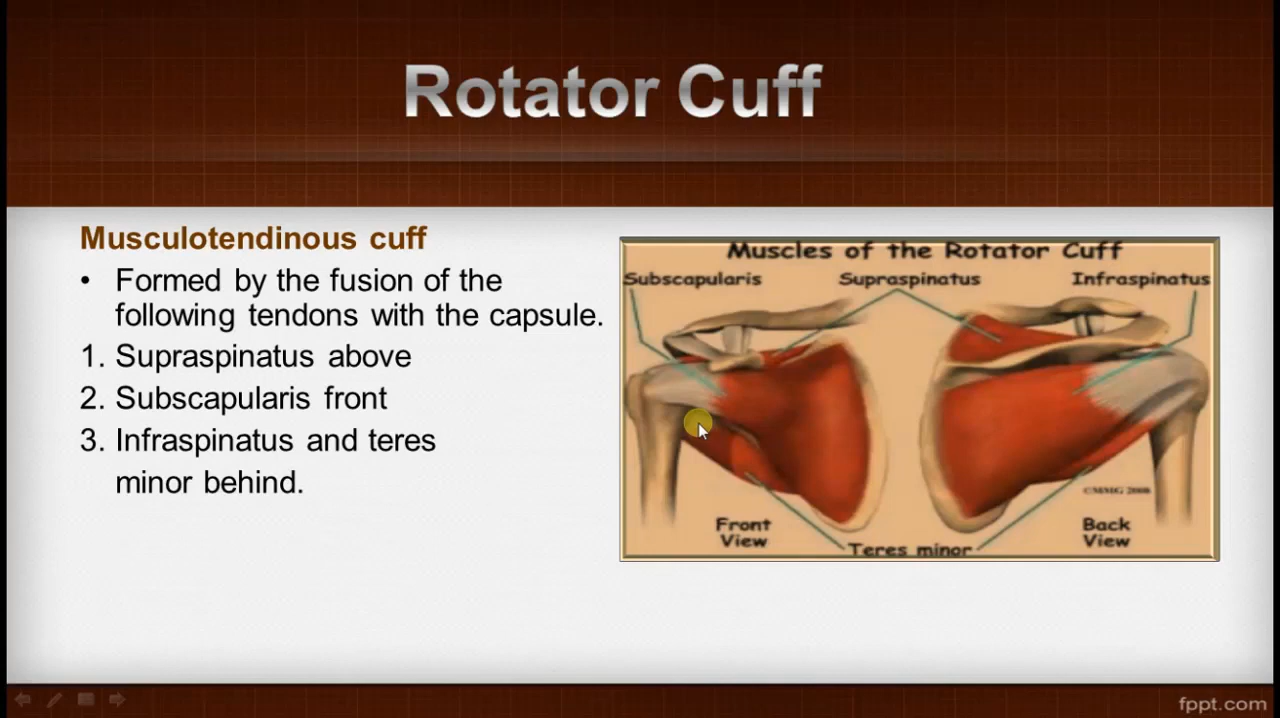 Rotator Cuff
Musculotendinous cuff
• Formed by the fusion of the
following tendons with the capsule.
1. Supraspinatus above
2. Subscapularis front
3. Infraspinatus and teres
minor behind.
Muscles of the Rotator Cuff
Subscapularis Supraspinatus Infraspinatus
©MMG 2008
Front
View
Back
View
Teres minor
fppt.com